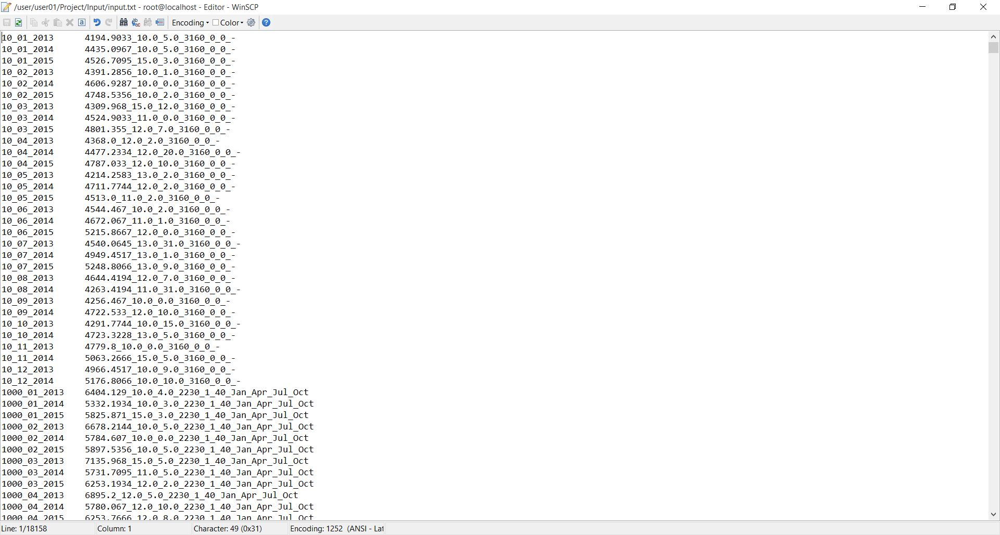 /user/user01/Project/Input/input.txt - root@localhost - Editor - WinSCP
Encoding Color
10_01_2013 4194.9033_10.0_5.0_3160_0_0_-
10_01_2014 4435.0967_10.0_5.0_3160_0_0_-
10_01_2015 4526.7095_15.0_3.0_3160_0_0_-
10_02_2013 4391.2856_10.0_1.0_3160_0_0_-
10_02_2014 4606.9287_10.0_0.0_3160_0_0_-
10_02_2015 4748.5356_10.0_2.0_3160_0_0_-
10_03_2013 4309.968_15.0_12.0_3160_0_0_-
10_03_2014 4524.9033_11.0_0.0_3160_0_0_-
10_03_2015 4801.355_12.0_7.0_3160_0_0_-
10_04_2013 4368.0_12.0_2.0_3160_0_0_-
10_04_2014 4477.2334_12.0_20.0_3160_0_0_-
10_04_2015 4787.033_12.0_10.0_3160_0_0_-
10_05_2013 4214.2583_13.0_2.0_3160_0_0_-
10_05_2014 4711.7744_12.0_2.0_3160_0_0_-
10_05_2015 4513.0_11.0_2.0_3160_0_0_-
10_06_2013 4544.467_10.0_2.0_3160_0_0_-
10_06_2014 4672.067_11.0_1.0_3160_0_0_-
10_06_2015 5215.8667_12.0_0.0_3160_0_0_-
10_07_2013 4540.0645_13.0_31.0_3160_0_0_-
10_07_2014 4949.4517_13.0_1.0_3160_0_0_-
10_07_2015 5248.8066_13.0_9.0_3160_0_0_-
10_08_2013 4644.4194_12.0_7.0_3160_0_0_-
10_08_2014 4263.4194_11.0_31.0_3160_0_0_-
10_09_2013 4256.467_10.0_0.0_3160_0_0_-
10_09_2014 4722.533_12.0_10.0_3160_0_0_-
10_10_2013 4291.7744_10.0_15.0_3160_0_0_-
10_10_2014 4723.3228_13.0_5.0_3160_0_0_-
10_11_2013 4779.8_10.0_0.0_3160_0_0_-
10_11_2014 5063.2666_15.0_5.0_3160_0_0_-
10_12_2013 4966.4517_10.0_9.0_3160_0_0_-
10_12_2014 5176.8066_10.0_10.0_3160_0_0_-
1000_01_2013 6404.129_10.0_4.0_2230_1_40_Jan_Apr_Jul_Oct
1000_01_2014 5332.1934_10.0_3.0_2230_1_40_Jan_Apr_Jul_Oct
1000_01_2015 5825.871_15.0_3.0_2230_1_40_Jan_Apr_Jul_Oct
1000_02_2013 6678.2144_10.0_5.0_2230_1_40_Jan_Apr_Jul_Oct
1000_02_2014 5784.607_10.0_0.0_2230_1_40_Jan_Apr_Jul_Oct
1000_02_2015 5897.5356_10.0_5.0_2230_1_40_Jan_Apr_Jul_Oct
1000_03_2013 7135.968_15.0_5.0_2230_1_40_Jan_Apr_Jul_Oct
1000_03_2014 5731.7095_11.0_5.0_2230_1_40_Jan_Apr_Jul_Oct
1000_03_2015 6253.1934_12.0_2.0_2230_1_40_Jan_Apr_Jul_Oct
1000_04_2013 6895.2_12.0_5.0_2230_1_40_Jan_Apr_Jul_Oct
1000_04_2014 5780.067_12.0_10.0_2230_1_40_Jan_Apr_Jul_Oct
1000_04_2015 6253.7666_12.0_8.0_2230_1_40_Jan_Apr_Jul_Oct
Line: 1/18158 Column: 1 Character: 49 (0x31) Encoding: 1252 (ANSI - Lat